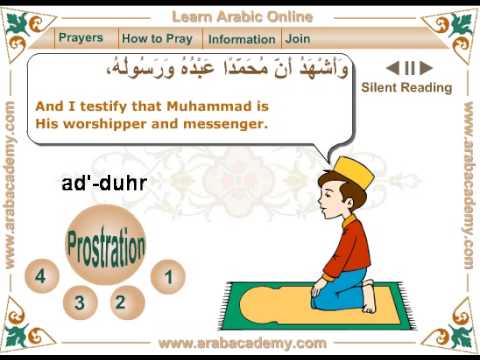 Learn Arabic Online
Prayers
How to Pray
Information
Join
وَأَشْهَدُ أَنَّ مُحَمَّدًا عَبْدُهُ وَرَسُولُهُ،
And I testify that Muhammad is
His worshipper and messenger.
Silent Reading
ad'-duhr
Prostration
4
3
2
1
www.arabacademy.com
www.arabacademy.com
www.arabacademy.com